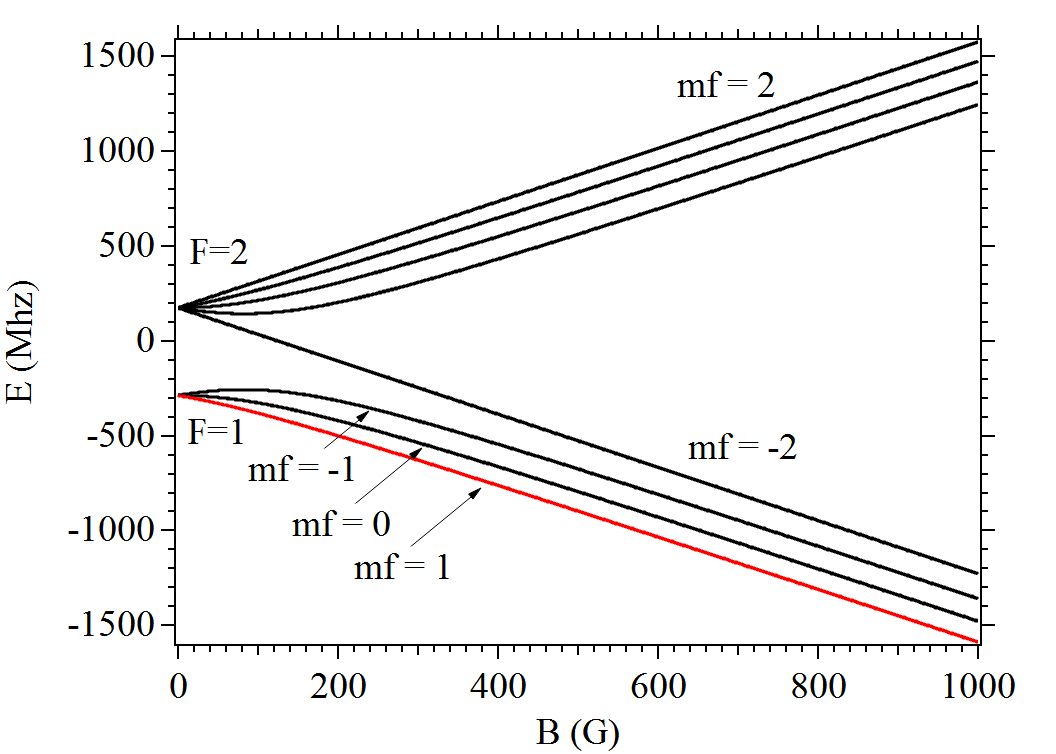 1500
mf = 2
1000
500
F=2
0
E (Mhz)
-500
F=1
mf = -1
mf = -2
-1000
mf = 0
mf = 1
-1500
0 200 400 600 800 1000
B (G)